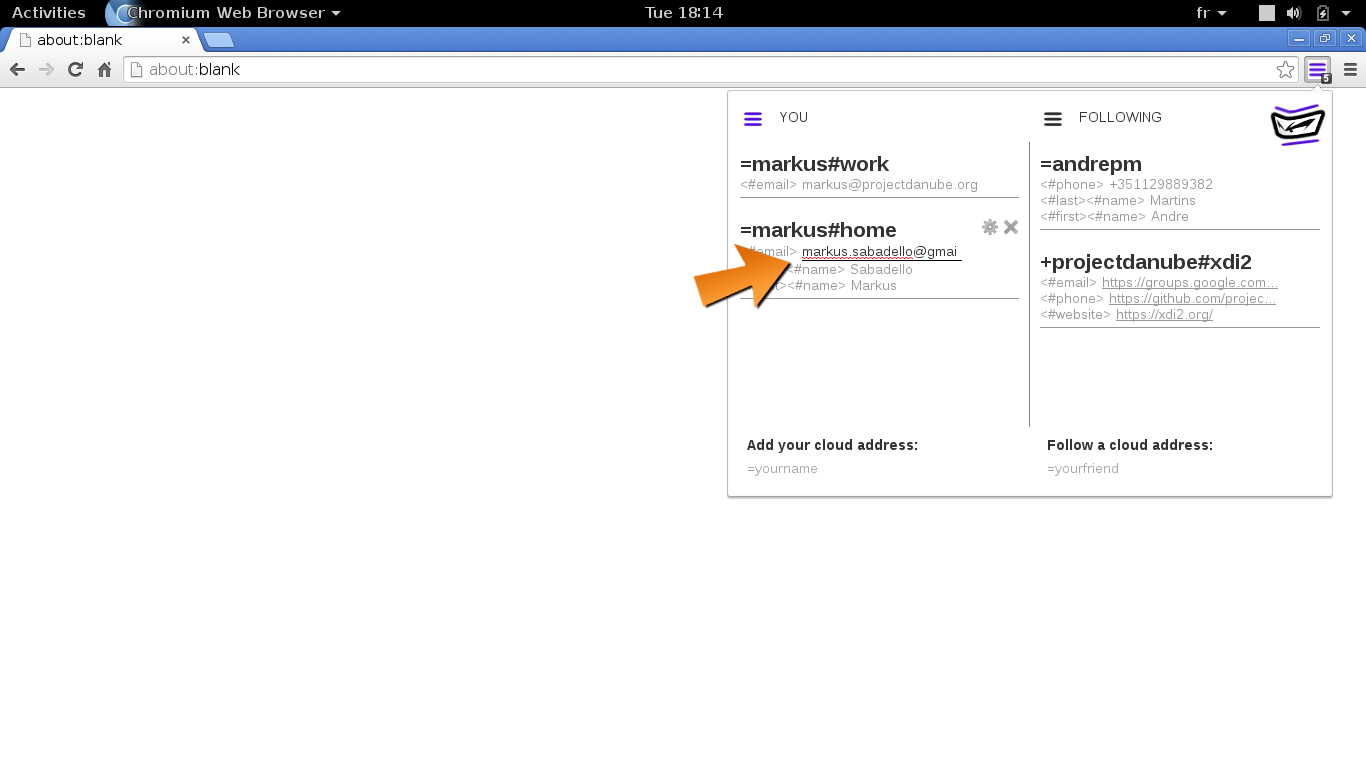 Activities Chromium Web Browser Tue 18:14 fr
about:blank
about:blank
5
YOU
=markus#work
<#email> markus@projectdanube.org
=markus#home
#email> markus.sabadello@gmai
<#name> Sabadello
><#name> Markus
Add your cloud address:
=yourname
FOLLOWING
=andrepm
<#phone> +351129889382
<#last><#name> Martins
<#first><#name> Andre
+projectdanube#xdi2
<#email> https://groups.google.com...
<#phone> https://github.com/projec...
<#website> https://xdi2.org/
Follow a cloud address:
=yourfriend